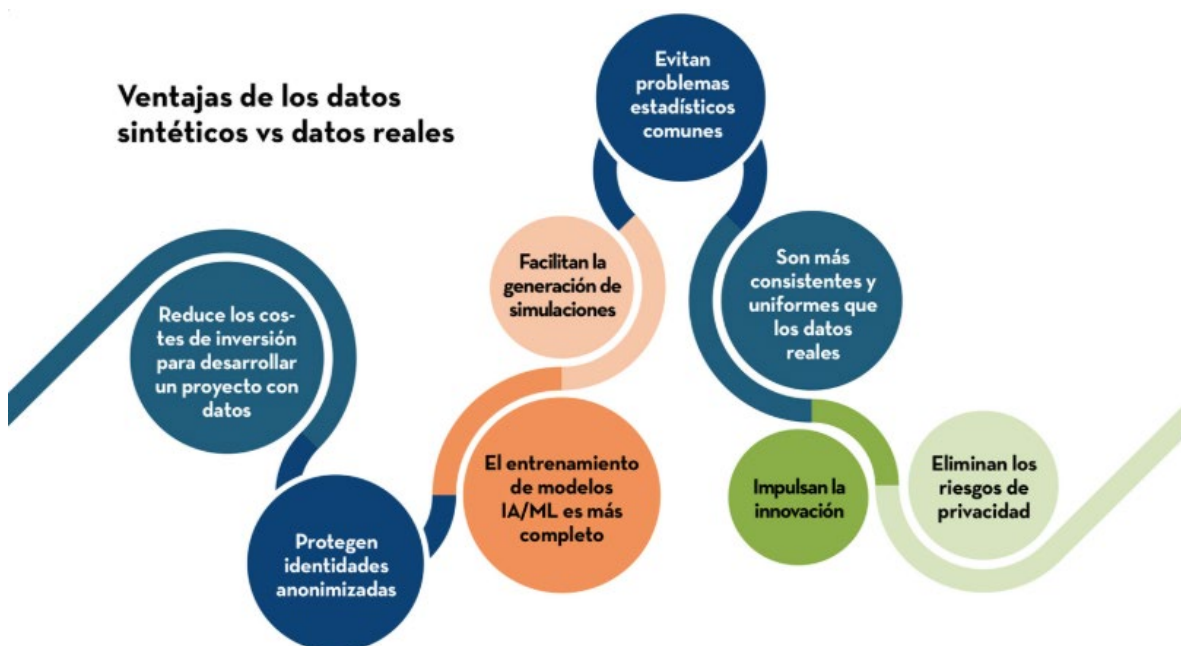 Ventajas de los datos
sintéticos vs datos reales
Reduce los cos-
tes de inversión
para desarrollar
un proyecto con
datos
Protegen
identidades
anonimizadas
El entrenamiento
de modelos
IA/ML es más
completo
Facilitan la
generación de
simulaciones
Evitan
problemas
estadísticos
comunes
Son más
consistentes y
uniformes que
los datos
reales
Impulsan la
innovación
Eliminan los
riesgos de
privacidad